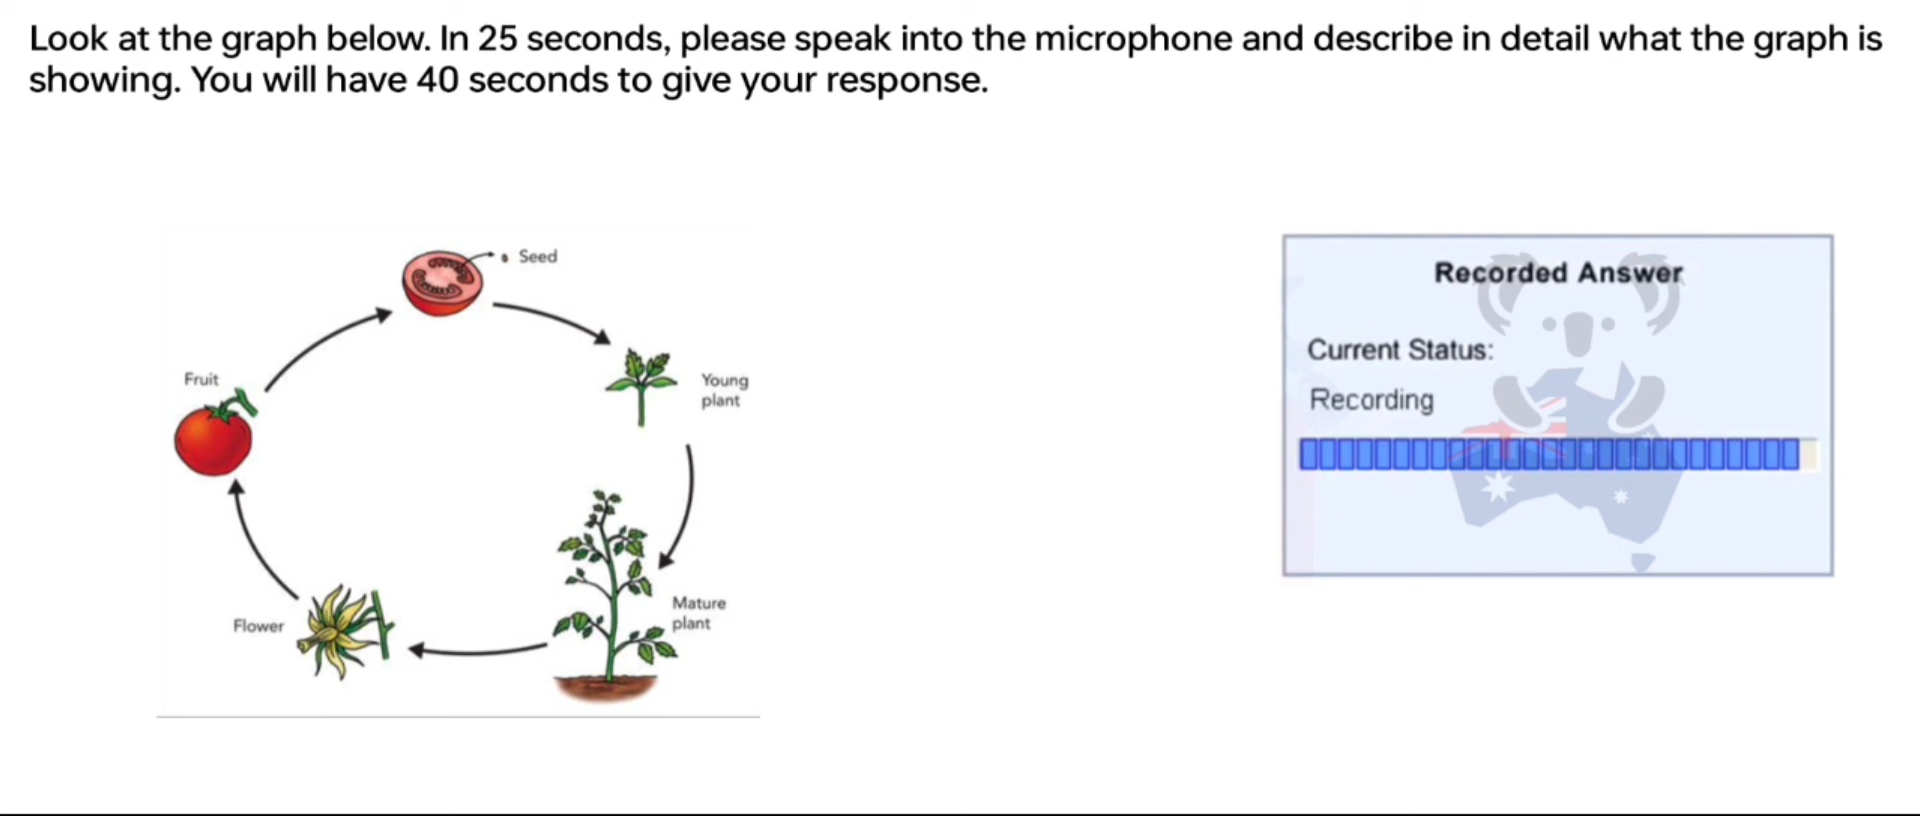 Look at the graph below. In 25 seconds, please speak into the microphone and describe in detail what the graph is
showing. You will have 40 seconds to give your response.
Seed
Fruit
Young
plant
Mature
plant
Flower
Recorded Answer
Current Status:
Recording